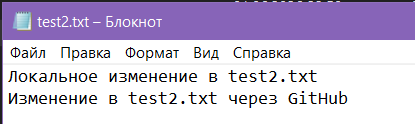 test2.txt – Блокнот
Файл Правка Формат Вид Справка
Локальное изменение в test2.txt
Изменение в test2.txt через GitHub